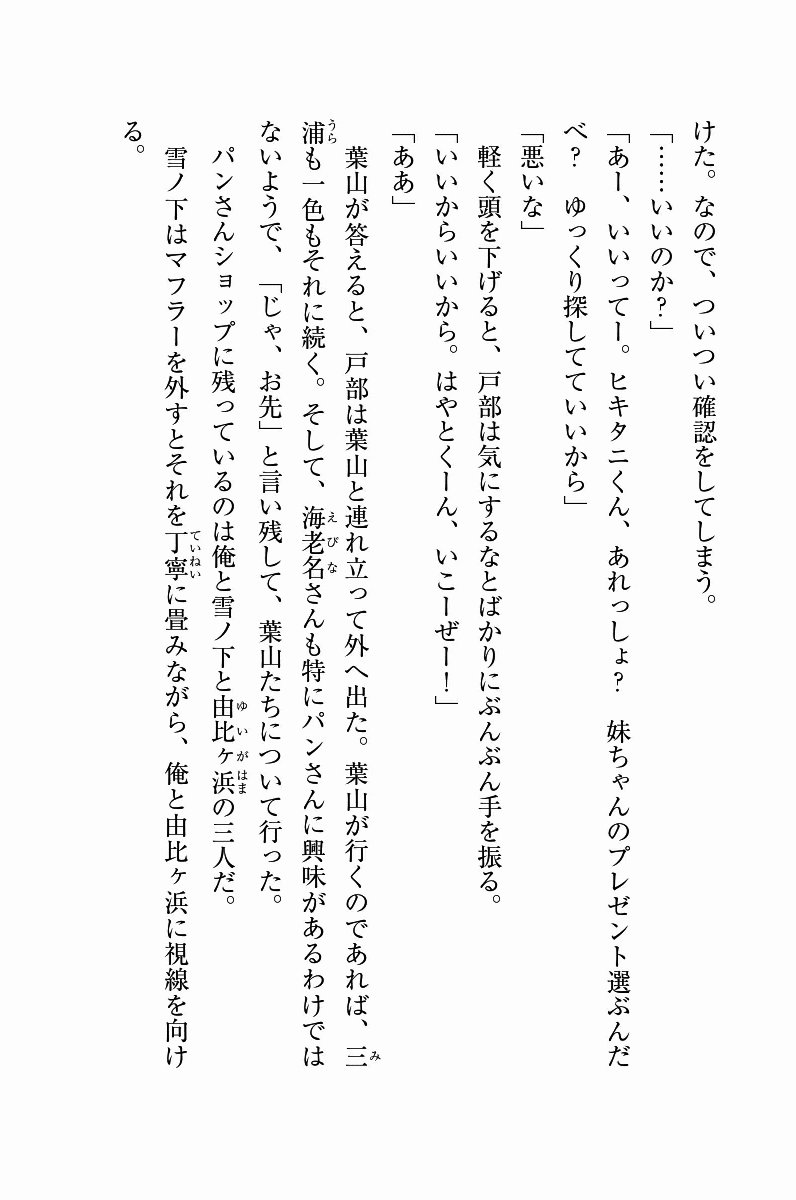 けた。なので、ついつい確認をしてしまう。
「……いいのか？」
「あー、いいってー。ヒキタニくん、あれっしょ？　妹ちゃんのプレゼント選ぶんだ
べ？　ゆっくり探してていいから」
「悪いな」
　軽く頭を下げると、戸部は気にするなとばかりにぶんぶん手を振る。
「いいからいいから。はやとくーん、いこーぜー！」
「ああ」
　葉山が答えると、戸部は葉山と連れ立って外へ出た。葉山が行くのであれば、三
浦も一色もそれに続く。そして、海老名さんも特にパンさんに興味があるわけでは
ないようで、「じゃ、お先」と言い残して、葉山たちについて行った。
　パンさんショップに残っているのは俺と雪ノ下と由比ヶ浜の三人だ。
　雪ノ下はマフラーを外すとそれを丁寧に畳みながら、俺と由比ヶ浜に視線を向け
る。